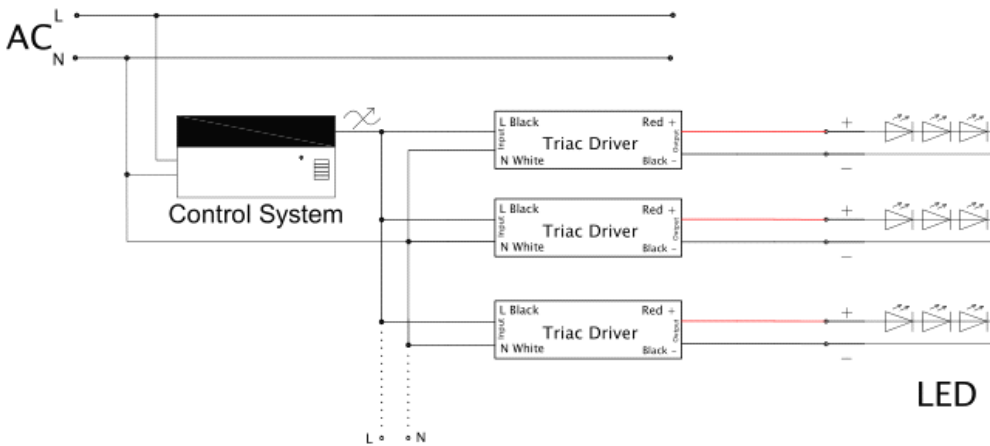 L
AC
N
Control System
L Black
Red +
Input
Triac Driver
Output
N White
Black -
+
−
L Black
Red +
Input
Triac Driver
Output
N White
Black -
+
−
L Black
Red +
Input
Triac Driver
Output
N White
Black -
+
−
LED
L
N